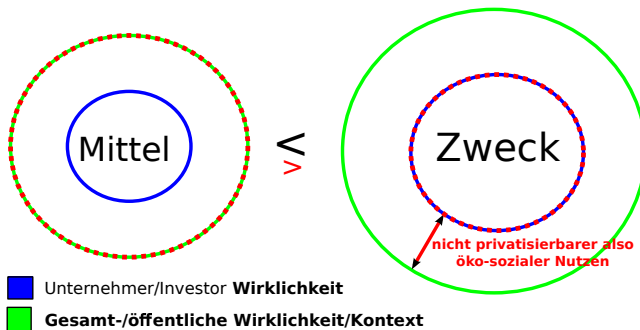 Mittel < Zweck
>
nicht privatisierbarer also
öko-sozialer Nutzen
Unternehmer/Investor Wirklichkeit
Gesamt-/öffentliche Wirklichkeit/Kontext